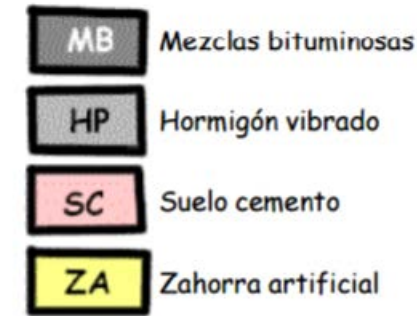 MB Mezclas bituminosas
HP Hormigón vibrado
SC Suelo cemento
ZA Zahorra artificial